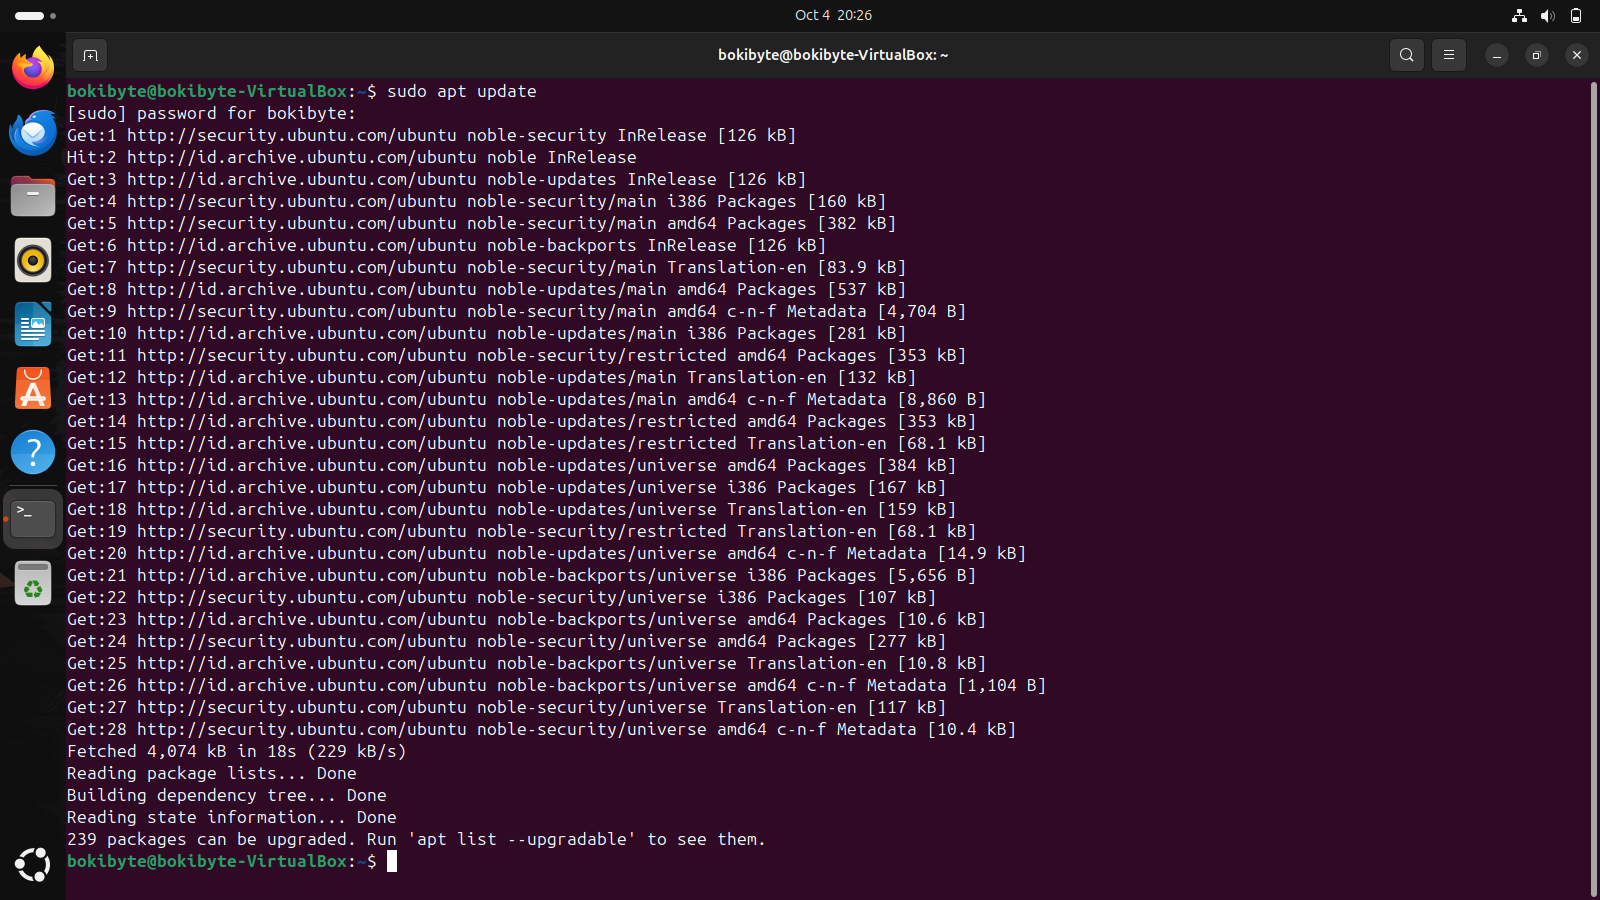 Oct 4 20:26
bokibyte@bokibyte-VirtualBox: ~
bokibyte@bokibyte-VirtualBox:~$ sudo apt update
[sudo] password for bokibyte:
Get:1 http://security.ubuntu.com/ubuntu noble-security InRelease [126 kB]
Hit:2 http://id.archive.ubuntu.com/ubuntu noble InRelease
Get:3 http://id.archive.ubuntu.com/ubuntu noble-updates InRelease [126 kB]
Get:4 http://security.ubuntu.com/ubuntu noble-security/main i386 Packages [160 kB]
Get:5 http://security.ubuntu.com/ubuntu noble-security/main amd64 Packages [382 kB]
Get:6 http://id.archive.ubuntu.com/ubuntu noble-backports InRelease [126 kB]
Get:7 http://security.ubuntu.com/ubuntu noble-security/main Translation-en [83.9 kB]
Get:8 http://id.archive.ubuntu.com/ubuntu noble-updates/main amd64 Packages [537 kB]
Get:9 http://security.ubuntu.com/ubuntu noble-security/main amd64 c-n-f Metadata [4,704 B]
Get:10 http://id.archive.ubuntu.com/ubuntu noble-updates/main i386 Packages [281 kB]
Get:11 http://security.ubuntu.com/ubuntu noble-security/restricted amd64 Packages [353 kB]
Get:12 http://id.archive.ubuntu.com/ubuntu noble-updates/main Translation-en [132 kB]
Get:13 http://id.archive.ubuntu.com/ubuntu noble-updates/main amd64 c-n-f Metadata [8,860 B]
Get:14 http://id.archive.ubuntu.com/ubuntu noble-updates/restricted amd64 Packages [353 kB]
Get:15 http://id.archive.ubuntu.com/ubuntu noble-updates/restricted Translation-en [68.1 kB]
Get:16 http://id.archive.ubuntu.com/ubuntu noble-updates/universe amd64 Packages [384 kB]
Get:17 http://id.archive.ubuntu.com/ubuntu noble-updates/universe i386 Packages [167 kB]
Get:18 http://id.archive.ubuntu.com/ubuntu noble-updates/universe Translation-en [159 kB]
Get:19 http://security.ubuntu.com/ubuntu noble-security/restricted Translation-en [68.1 kB]
Get:20 http://id.archive.ubuntu.com/ubuntu noble-updates/universe amd64 c-n-f Metadata [14.9 kB]
Get:21 http://id.archive.ubuntu.com/ubuntu noble-backports/universe i386 Packages [5,656 B]
Get:22 http://security.ubuntu.com/ubuntu noble-security/universe i386 Packages [107 kB]
Get:23 http://id.archive.ubuntu.com/ubuntu noble-backports/universe amd64 Packages [10.6 kB]
Get:24 http://security.ubuntu.com/ubuntu noble-security/universe amd64 Packages [277 kB]
Get:25 http://id.archive.ubuntu.com/ubuntu noble-backports/universe Translation-en [10.8 kB]
Get:26 http://id.archive.ubuntu.com/ubuntu noble-backports/universe amd64 c-n-f Metadata [1,104 B]
Get:27 http://security.ubuntu.com/ubuntu noble-security/universe Translation-en [117 kB]
Get:28 http://security.ubuntu.com/ubuntu noble-security/universe amd64 c-n-f Metadata [10.4 kB]
Fetched 4,074 kB in 18s (229 kB/s)
Reading package lists... Done
Building dependency tree... Done
Reading state information... Done
239 packages can be upgraded. Run 'apt list --upgradable' to see them.
bokibyte@bokibyte-VirtualBox:~$